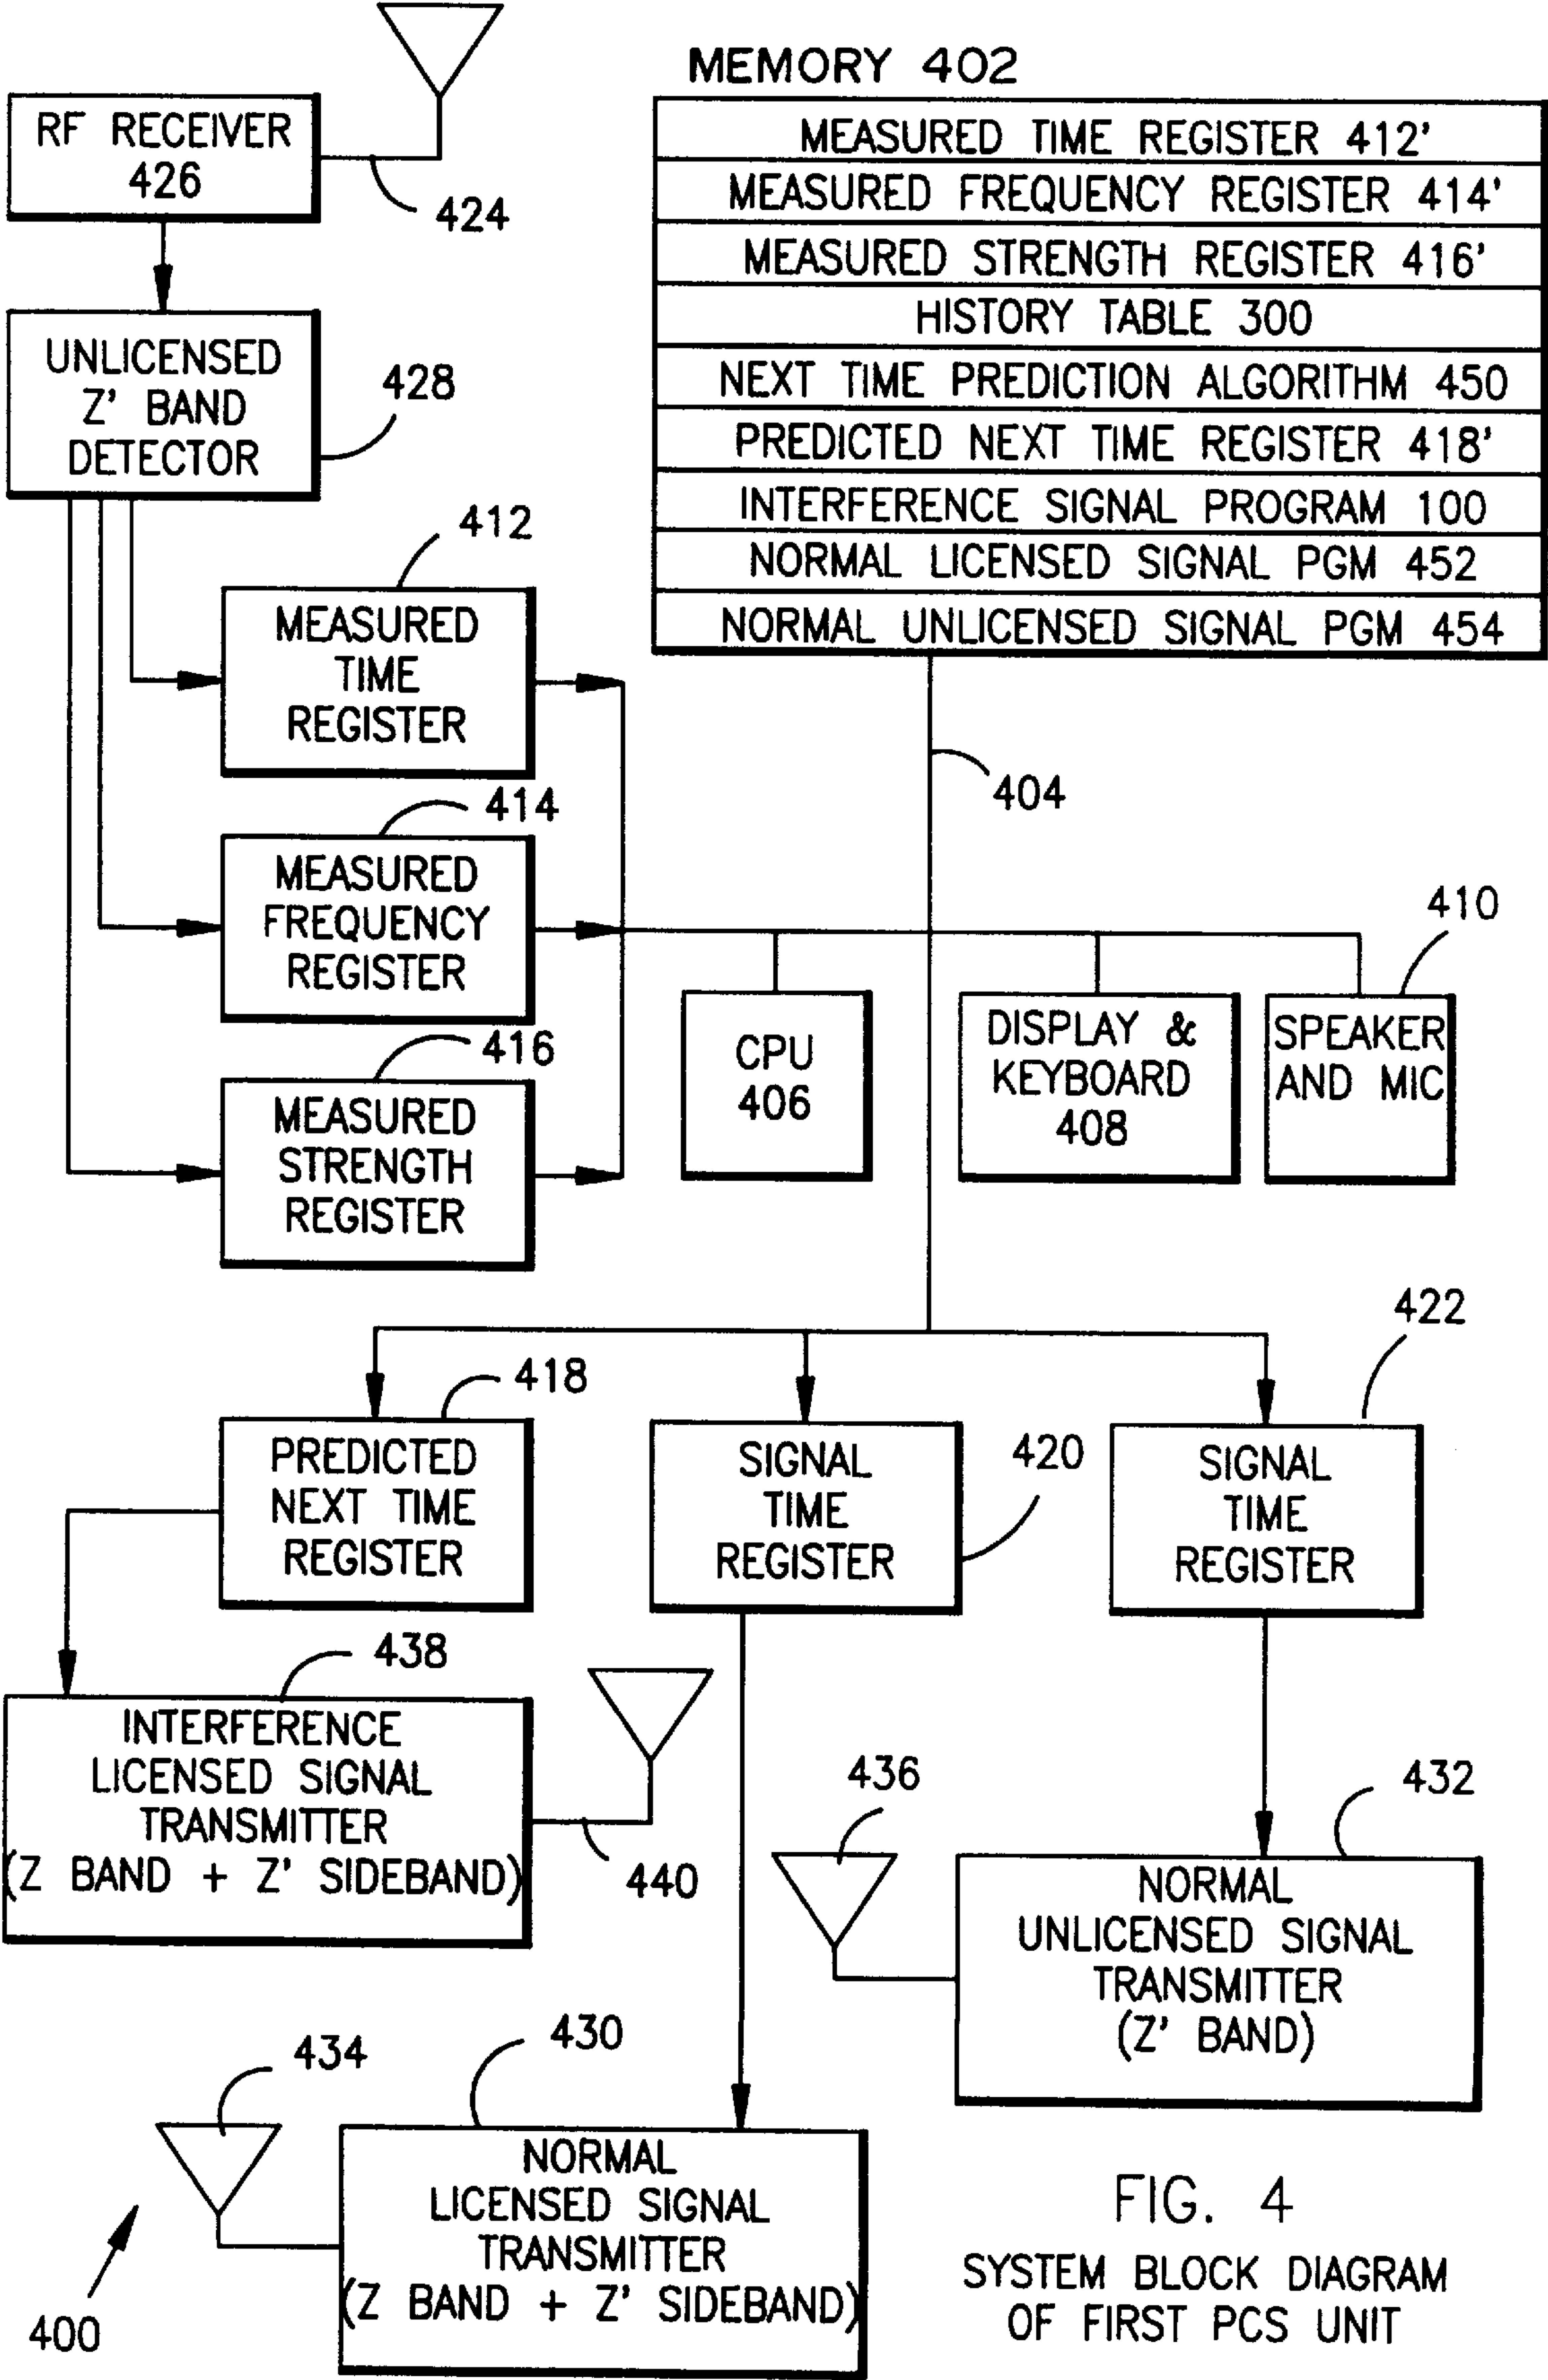 MEMORY 402
MEASURED TIME REGISTER 412'
MEASURED FREQUENCY REGISTER 414'
MEASURED STRENGTH REGISTER 416'
HISTORY TABLE 300
NEXT TIME PREDICTION ALGORITHM 450
PREDICTED NEXT TIME REGISTER 418'
INTERFERENCE SIGNAL PROGRAM 100
NORMAL LICENSED SIGNAL PGM 452
NORMAL UNLICENSED SIGNAL PGM 454
RF RECEIVER
426
424
UNLICENSED
Z' BAND
DETECTOR
428
412
MEASURED
TIME
REGISTER
404
414
MEASURED
FREQUENCY
REGISTER
416
MEASURED
STRENGTH
REGISTER
CPU
406
DISPLAY &
KEYBOARD
408
410
SPEAKER
AND MIC
418
PREDICTED
NEXT TIME
REGISTER
SIGNAL
TIME
REGISTER
420
422
SIGNAL
TIME
REGISTER
438
INTERFERENCE
LICENSED SIGNAL
TRANSMITTER
(Z BAND + Z' SIDEBAND)
440
436
432
NORMAL
UNLICENSED SIGNAL
TRANSMITTER
(Z' BAND)
434
430
NORMAL
LICENSED SIGNAL
TRANSMITTER
(Z BAND + Z' SIDEBAND)
400
FIG. 4
SYSTEM BLOCK DIAGRAM
OF FIRST PCS UNIT